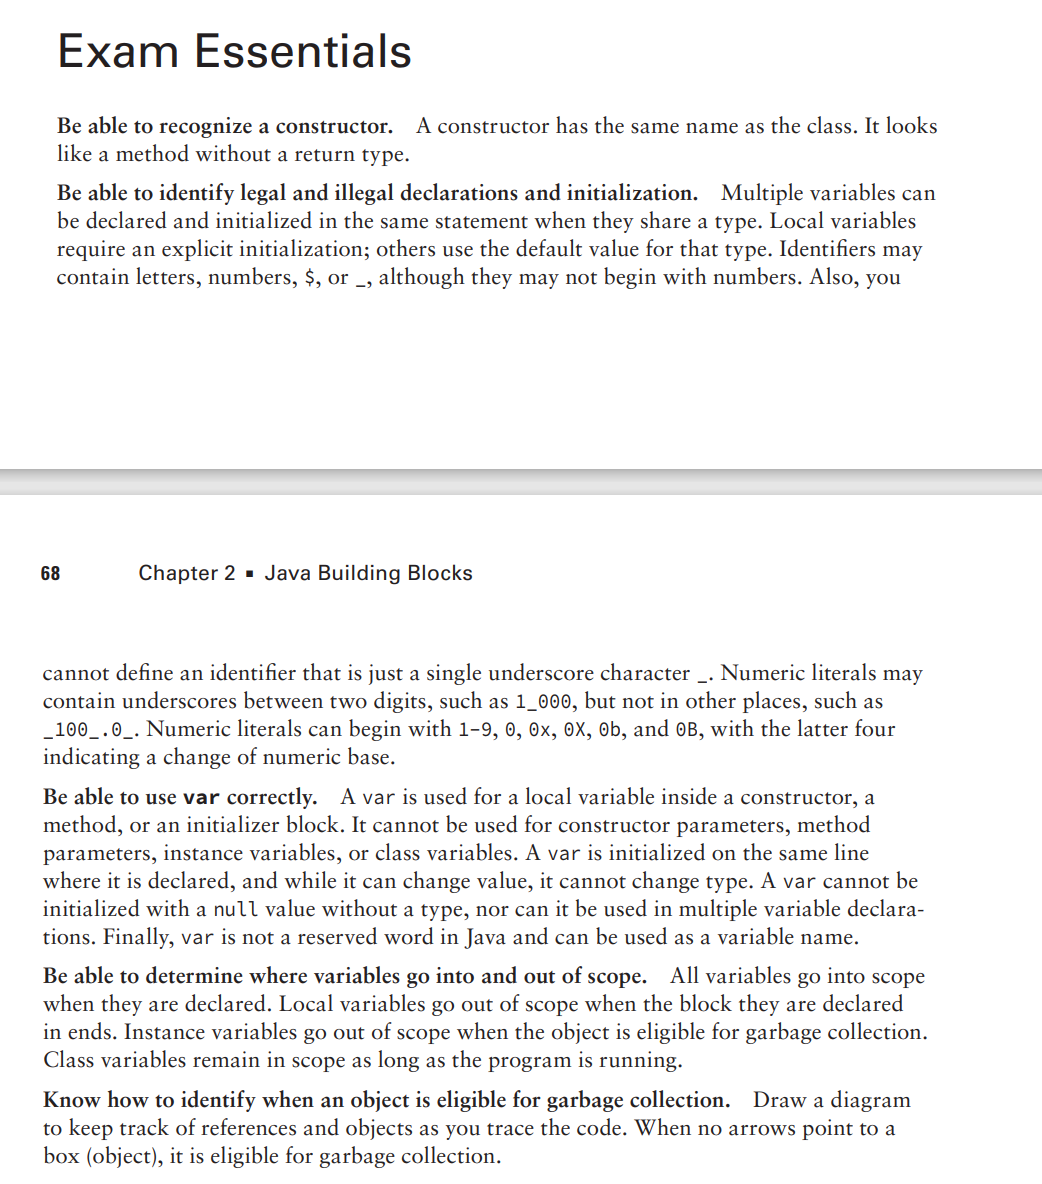 Exam Essentials
Be able to recognize a constructor. A constructor has the same name as the class. It looks
like a method without a return type.
Be able to identify legal and illegal declarations and initialization. Multiple variables can
be declared and initialized in the same statement when they share a type. Local variables
require an explicit initialization; others use the default value for that type. Identifiers may
contain letters, numbers, $, or _, although they may not begin with numbers. Also, you
68 Chapter 2 ▪ Java Building Blocks
cannot define an identifier that is just a single underscore character _. Numeric literals may
contain underscores between two digits, such as 1_000, but not in other places, such as
_100_.0_. Numeric literals can begin with 1–9, 0, 0x, 0X, 0b, and 0B, with the latter four
indicating a change of numeric base.
Be able to use var correctly. A var is used for a local variable inside a constructor, a
method, or an initializer block. It cannot be used for constructor parameters, method
parameters, instance variables, or class variables. A var is initialized on the same line
where it is declared, and while it can change value, it cannot change type. A var cannot be
initialized with a null value without a type, nor can it be used in multiple variable declara-
tions. Finally, var is not a reserved word in Java and can be used as a variable name.
Be able to determine where variables go into and out of scope. All variables go into scope
when they are declared. Local variables go out of scope when the block they are declared
in ends. Instance variables go out of scope when the object is eligible for garbage collection.
Class variables remain in scope as long as the program is running.
Know how to identify when an object is eligible for garbage collection. Draw a diagram
to keep track of references and objects as you trace the code. When no arrows point to a
box (object), it is eligible for garbage collection.